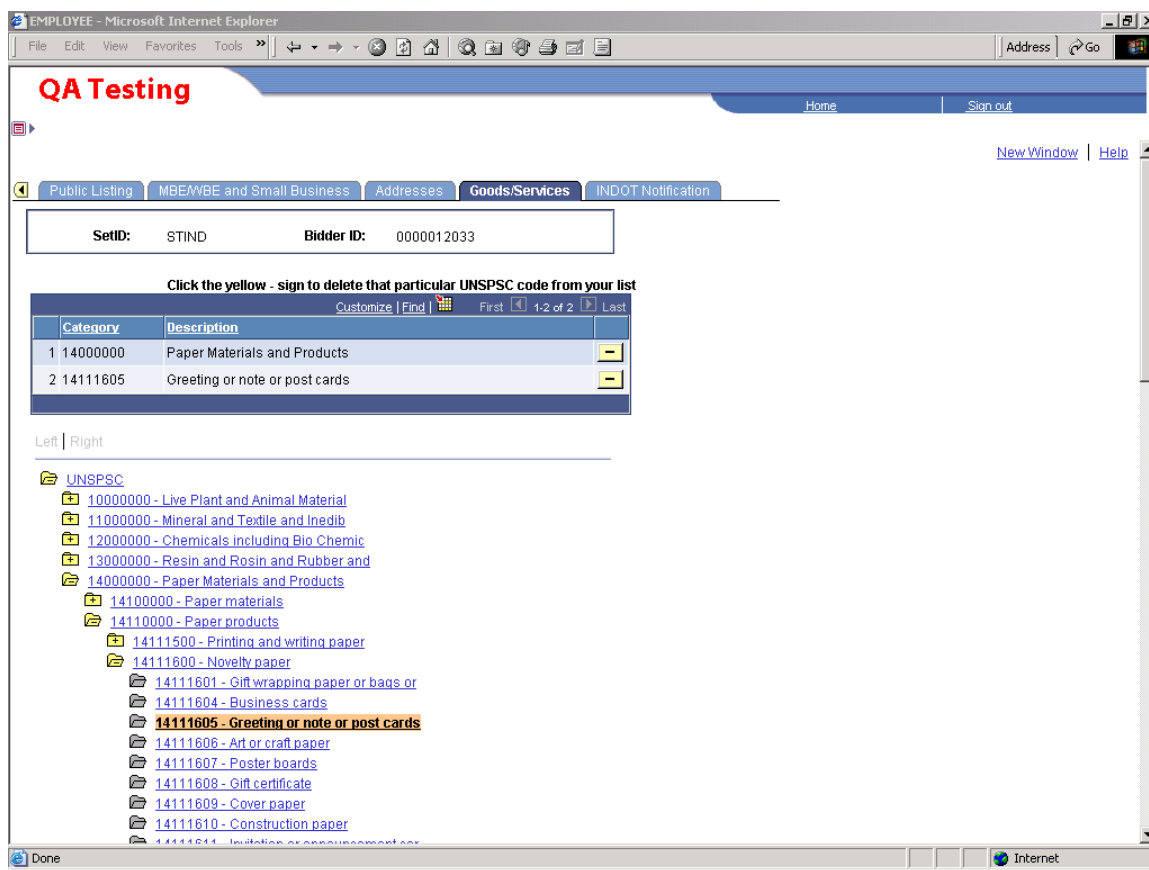 EMPLOYEE - Microsoft Internet Explorer
File Edit View Favorites Tools » Address Go
QA Testing
Home Sign out
New Window | Help
Public Listing MBE/WBE and Small Business Addresses Goods/Services INDOT Notification
SetID: STIND Bidder ID: 0000012033
Click the yellow - sign to delete that particular UNSPSC code from your list
Customize | Find | First 1-2 of 2 Last
Category Description
1 14000000 Paper Materials and Products
2 14111605 Greeting or note or post cards
Left | Right
UNSPSC
10000000 - Live Plant and Animal Material
11000000 - Mineral and Textile and Inedib
12000000 - Chemicals including Bio Chemic
13000000 - Resin and Rosin and Rubber and
14000000 - Paper Materials and Products
14100000 - Paper materials
14110000 - Paper products
14111500 - Printing and writing paper
14111600 - Novelty paper
14111601 - Gift wrapping paper or bags or
14111604 - Business cards
14111605 - Greeting or note or post cards
14111606 - Art or craft paper
14111607 - Poster boards
14111608 - Gift certificate
14111609 - Cover paper
14111610 - Construction paper
14111611 - Invitation or announcement car
Done Internet